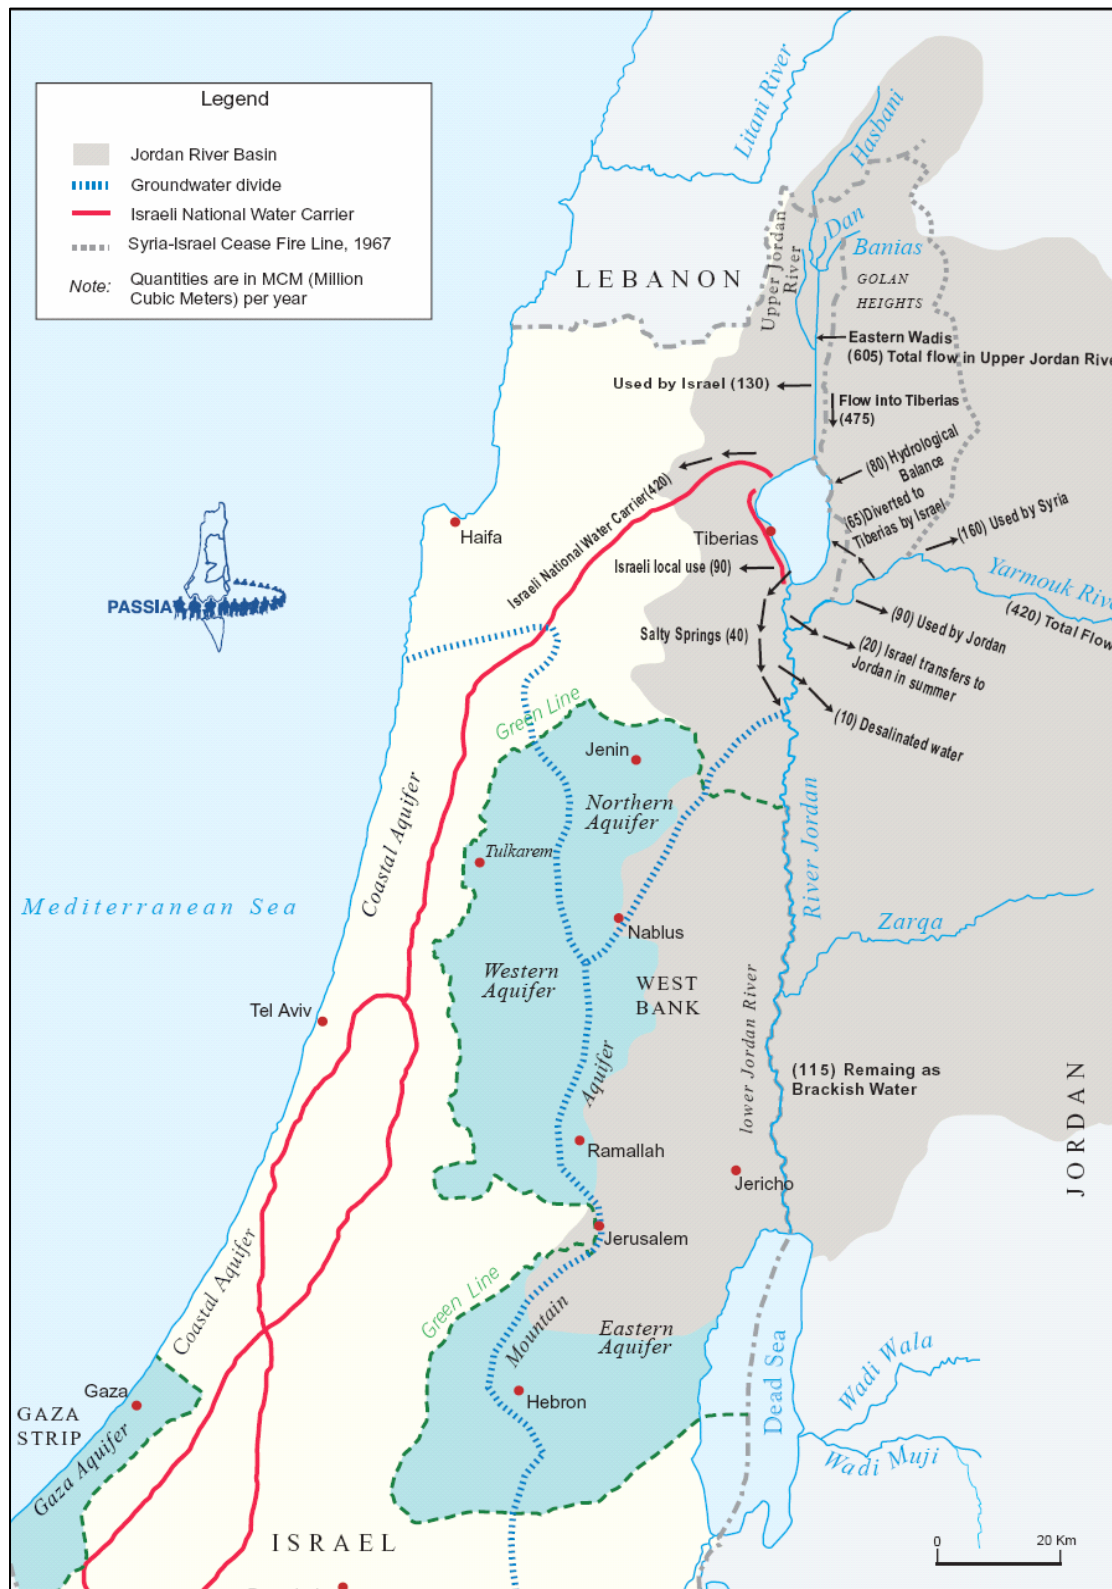 Legend
Jordan River Basin
Groundwater divide
Israeli National Water Carrier
Syria-Israel Cease Fire Line, 1967
Note: Quantities are in MCM (Million
Cubic Meters) per year
Litani River
Hasbani
Dan
Banias
Upper Jordan
River
LEBANON
GOLAN
HEIGHTS
Eastern Wadis
(605) Total flow in Upper Jordan Rive
Used by Israel (130)
Flow into Tiberias
(475)
(80) Hydrological
Balance
(65)Diverted to
Tiberias by Israel
(160) Used by Syria
Israeli National Water Carrier(420)
Haifa
Tiberias
Israeli local use (90)
Yarmouk Rive
(420) Total Flow
PASSIA
(90) Used by Jordan
Salty Springs (40)
(20) Israel transfers to
Jordan in summer
(10) Desalinated water
Green Line
Jenin
Northern
Aquifer
Coastal Aquifer
Tulkarem
River Jordan
Mediterranean Sea
Zarqa
Nablus
Western
Aquifer
WEST
BANK
Tel Aviv
lower Jordan River
Aquifer
(115) Remaing as
Brackish Water
JORDAN
Ramallah
Jericho
Jerusalem
Coastal Aquifer
Green Line
Mountain
Eastern
Aquifer
Dead Sea
Wadi Wala
Gaza
Hebron
GAZA
STRIP
Gaza Aquifer
Wadi Muji
ISRAEL
0 20 Km